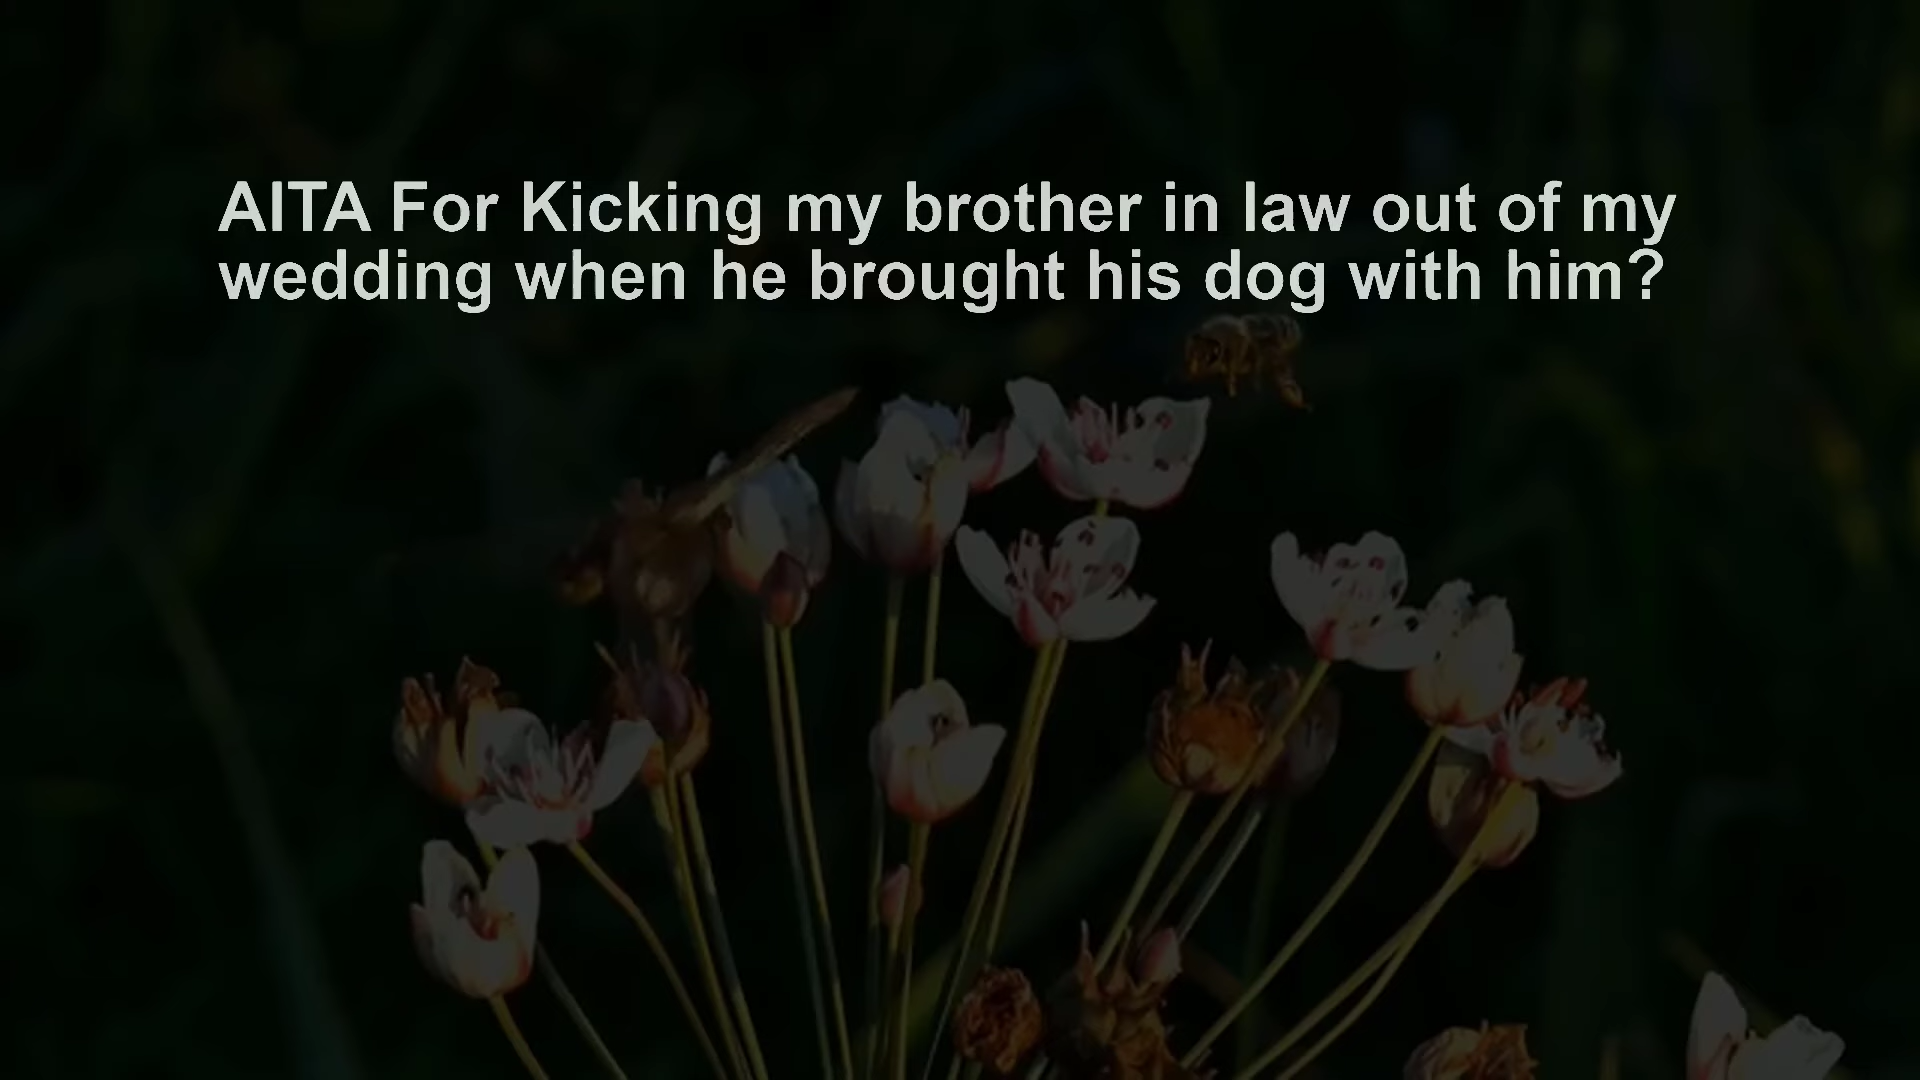 AITA For Kicking my brother in law out of my
wedding when he brought his dog with him?